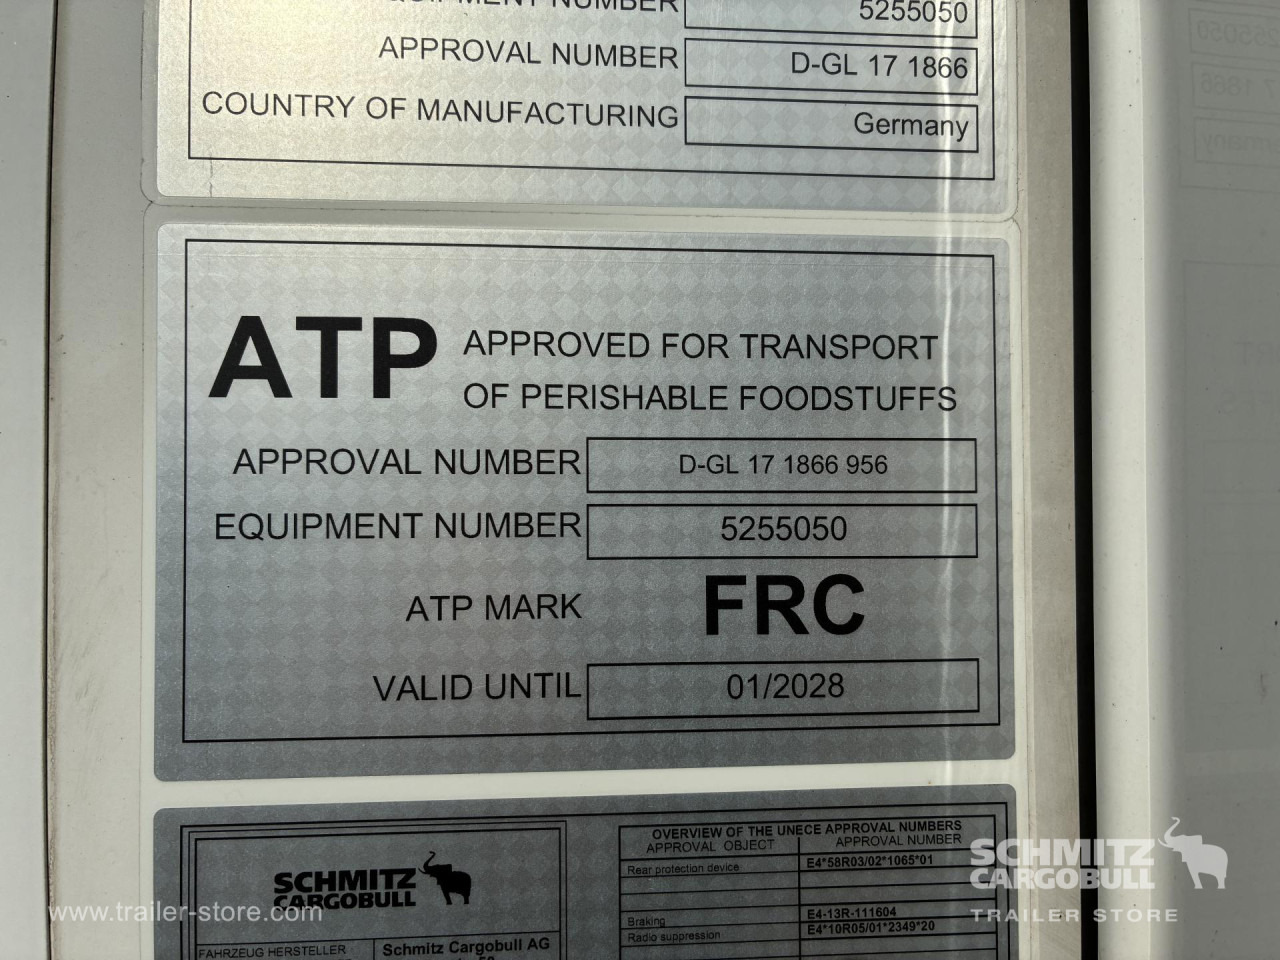 EQUIPMENT NUMBER 5255050
APPROVAL NUMBER D-GL 17 1866
COUNTRY OF MANUFACTURING Germany
ATP APPROVED FOR TRANSPORT
OF PERISHABLE FOODSTUFFS
APPROVAL NUMBER D-GL 17 1866 956
EQUIPMENT NUMBER 5255050
ATP MARK FRC
VALID UNTIL 01/2028
SCHMITZ
CARGOBULL
FAHRZEUG HERSTELLER Schmitz Cargobull AG
OVERVIEW OF THE UNECE APPROVAL NUMBERS
APPROVAL OBJECT APPROVAL NUMBER
Rear protection device E4*58R03/02*1065*01
Braking E4-13R-111604
Radio suppression E4*10R05/01*2349*20
www.trailer-store.com
SCHMITZ
CARGOBULL
TRAILER STORE